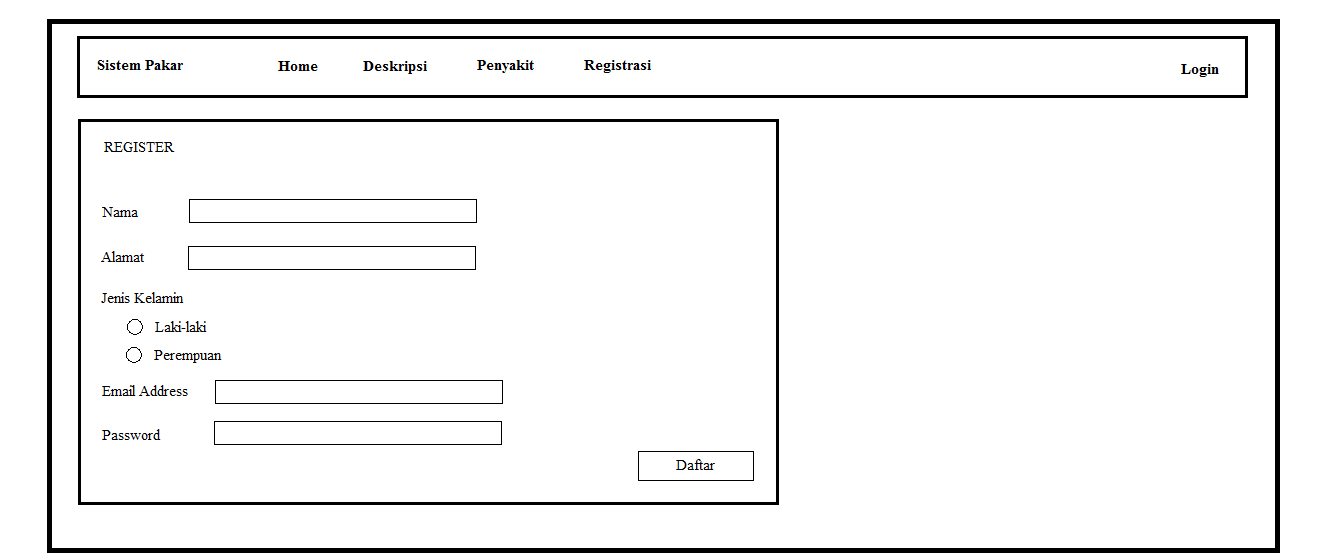 Sistem Pakar Home Deskripsi Penyakit Registrasi Login
REGISTER
Nama
Alamat
Jenis Kelamin
Laki-laki
Perempuan
Email Address
Password
Daftar